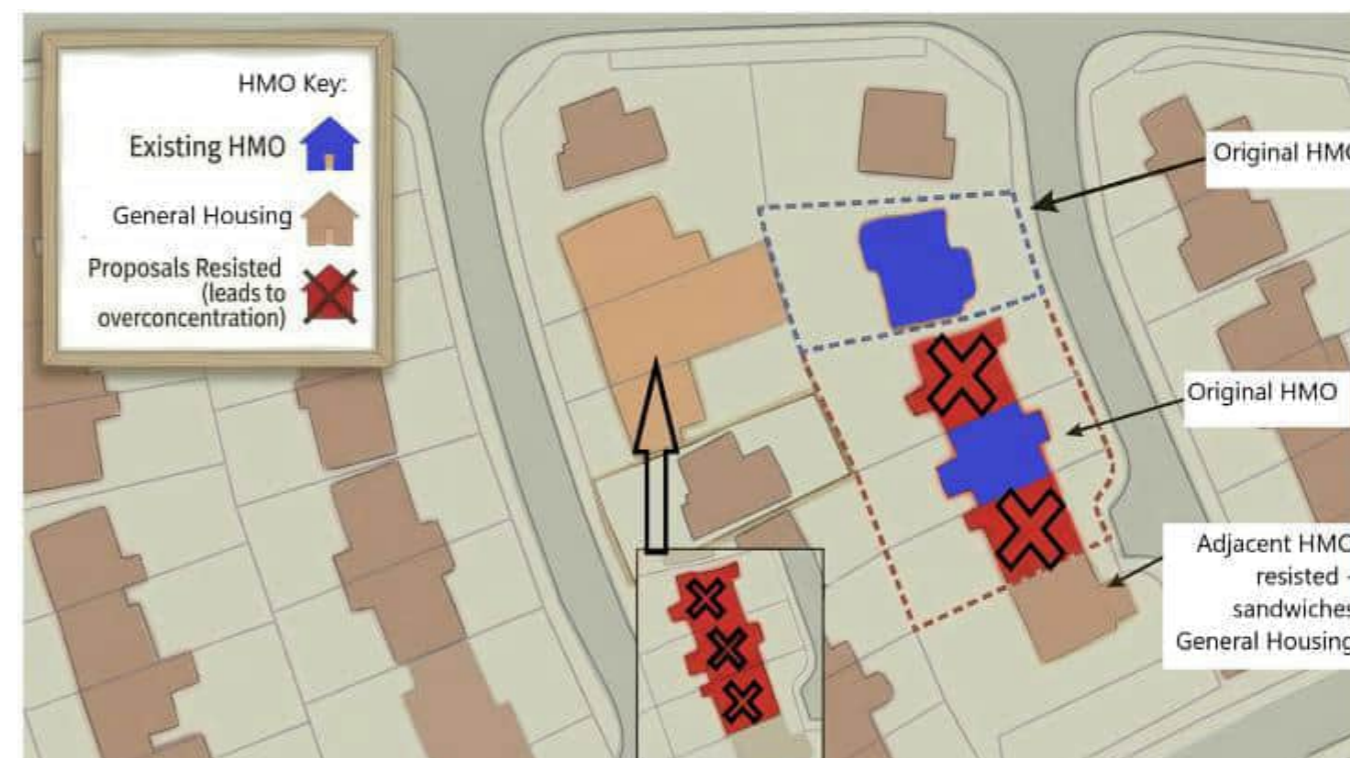 HMO Key:
Existing HMO
General Housing
Proposals Resisted
(leads to
overconcentration)
Original HMO
Original HMO
Adjacent HMO
resisted -
sandwiches
General Housing